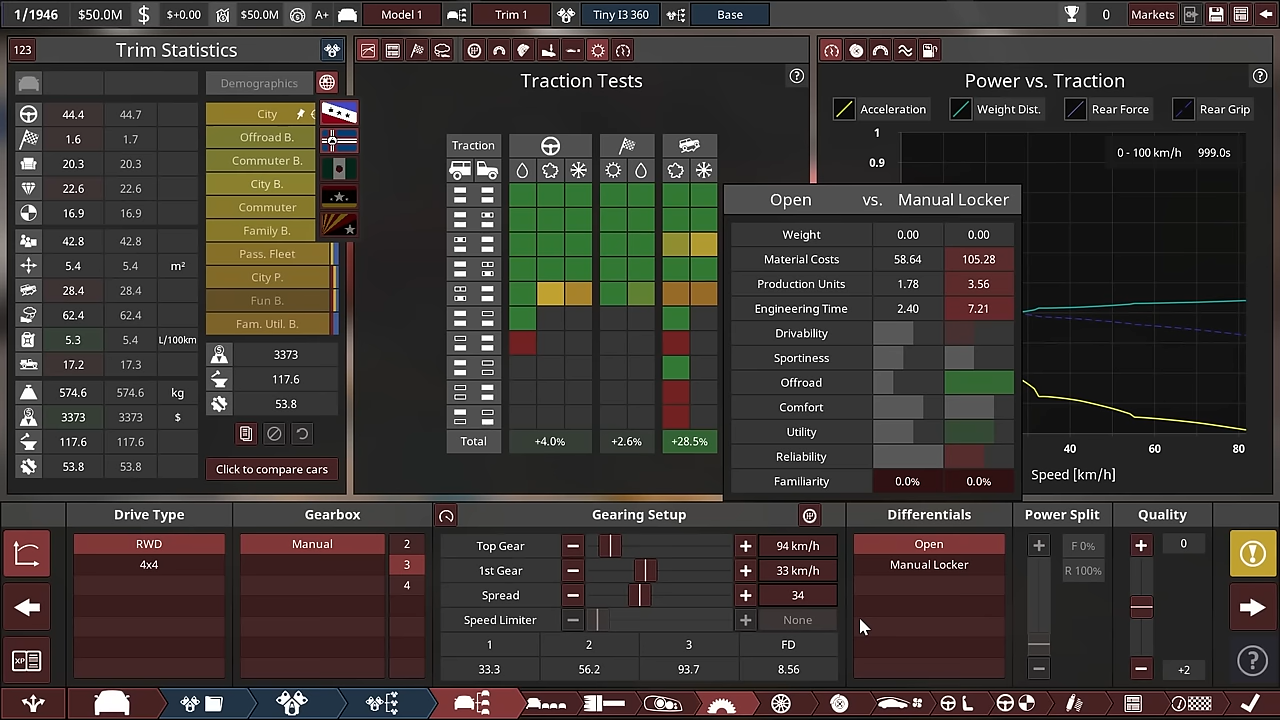 1/1946 $50.0M $+0.00 $50.0M A+ Model 1 Trim 1 Tiny I3 360 Base 0 Markets
123 Trim Statistics
Demographics
44.4 44.7
1.6 1.7
20.3 20.3
22.6 22.6
16.9 16.9
42.8 42.8
5.4 5.4 m²
28.4 28.4
62.4 62.4
5.3 5.4 L/100km
17.2 17.3
574.6 574.6 kg
3373 3373 $
117.6 117.6
53.8 53.8
City
Offroad B.
Commuter B.
City B.
Commuter
Family B.
Pass. Fleet
City P.
Fun B.
Fam. Util. B.
3373
117.6
53.8
Click to compare cars
Traction Tests
Traction
Total +4.0% +2.6% +28.5%
Power vs. Traction
Acceleration Weight Dist. Rear Force Rear Grip
1
0.9
0 - 100 km/h 999.0s
40 60 80
Speed [km/h]
Open vs. Manual Locker
Weight 0.00 0.00
Material Costs 58.64 105.28
Production Units 1.78 3.56
Engineering Time 2.40 7.21
Drivability
Sportiness
Offroad
Comfort
Utility
Reliability
Familiarity 0.0% 0.0%
Drive Type
RWD
4x4
Gearbox
Manual
2
3
4
Gearing Setup
Top Gear 94 km/h
1st Gear 33 km/h
Spread 34
Speed Limiter None
1 2 3 FD
33.3 56.2 93.7 8.56
Differentials
Open
Manual Locker
Power Split
F 0%
R 100%
Quality
0
+2
XP